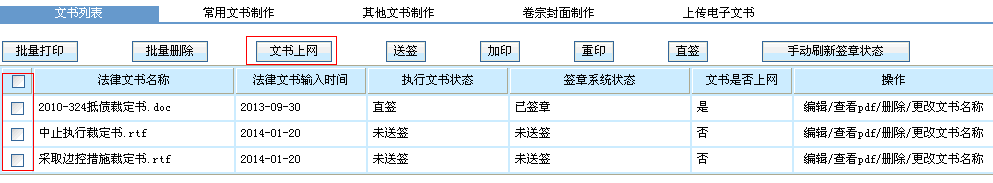 文书列表 常用文书制作 其他文书制作 卷宗封面制作 上传电子文书
批量打印 批量删除 文书上网 送签 加印 重印 直签 手动刷新签章状态
法律文书名称 法律文书输入时间 执行文书状态 签章系统状态 文书是否上网 操作
2010-324抵债裁定书.doc 2013-09-30 直签 已签章 是 编辑/查看pdf/删除/更改文书名称
中止执行裁定书.rtf 2014-01-20 未送签 未送签 否 编辑/查看pdf/删除/更改文书名称
采取边控措施裁定书.rtf 2014-01-20 未送签 未送签 否 编辑/查看pdf/删除/更改文书名称